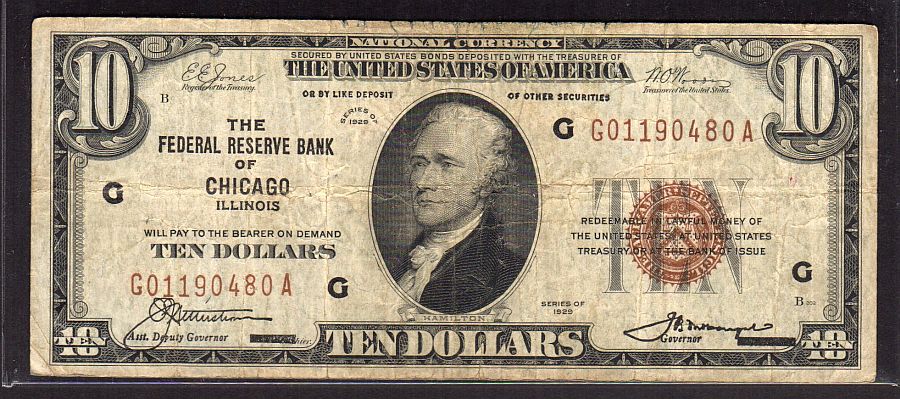 NATIONAL CURRENCY
SECURED BY UNITED STATES BONDS DEPOSITED WITH THE TREASURER OF
THE UNITED STATES OF AMERICA
OR BY LIKE DEPOSIT OF OTHER SECURITIES
10
10
E E Jones
Register of the Treasury.
W O Woods
Treasurer of the United States.
B
SERIES OF
1929
G G01190480A
THE
FEDERAL RESERVE BANK
OF
CHICAGO
ILLINOIS
G
TEN
REDEEMABLE IN LAWFUL MONEY OF
THE UNITED STATES AT UNITED STATES
TREASURY OR AT THE BANK OF ISSUE
WILL PAY TO THE BEARER ON DEMAND
TEN DOLLARS
G01190480A
G
G
B
SERIES OF
1929
HAMILTON
Asst. Deputy Governor
Governor
10
TEN
TEN DOLLARS
10
TEN